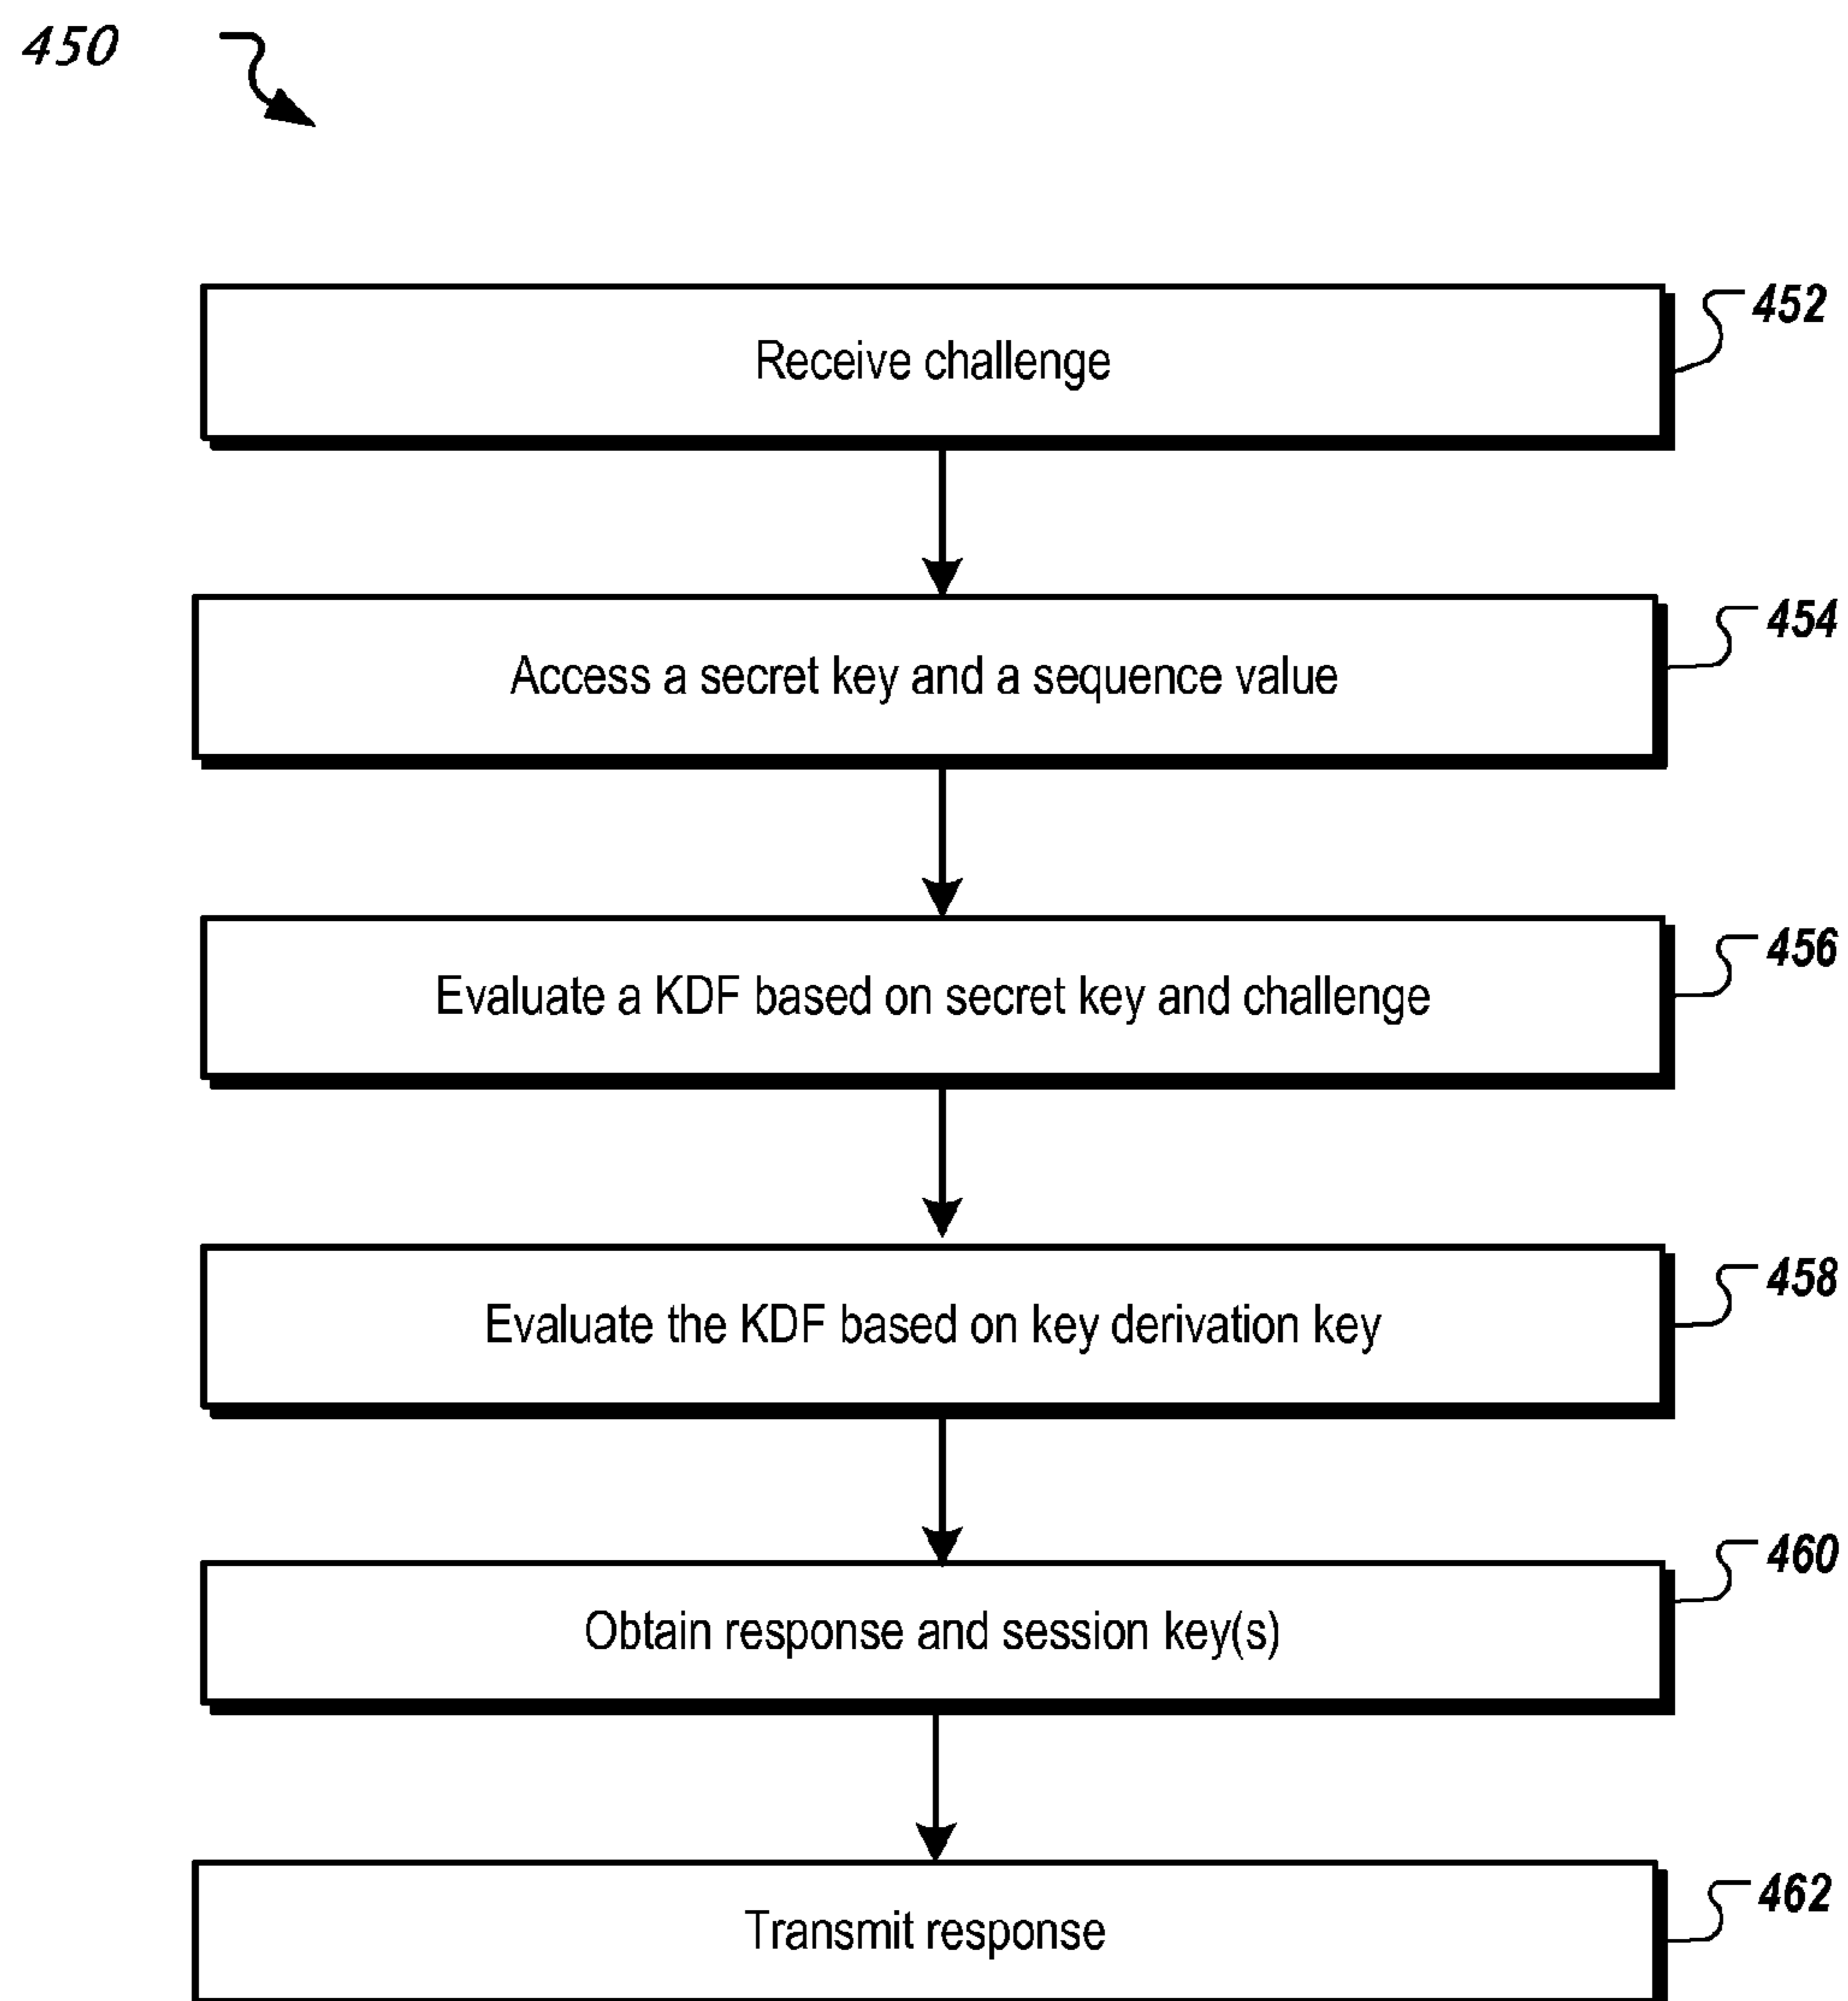 450
Receive challenge
452
Access a secret key and a sequence value
454
Evaluate a KDF based on secret key and challenge
456
Evaluate the KDF based on key derivation key
458
Obtain response and session key(s)
460
Transmit response
462